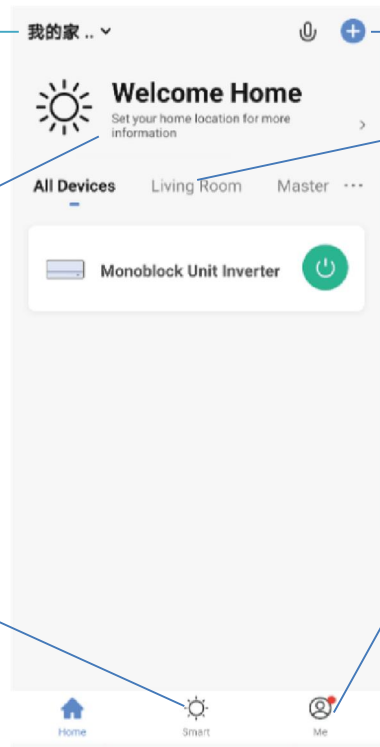 我的家 ..
Welcome Home
Set your home location for more
information
All Devices Living Room Master ...
Monoblock Unit Inverter
Home Smart Me